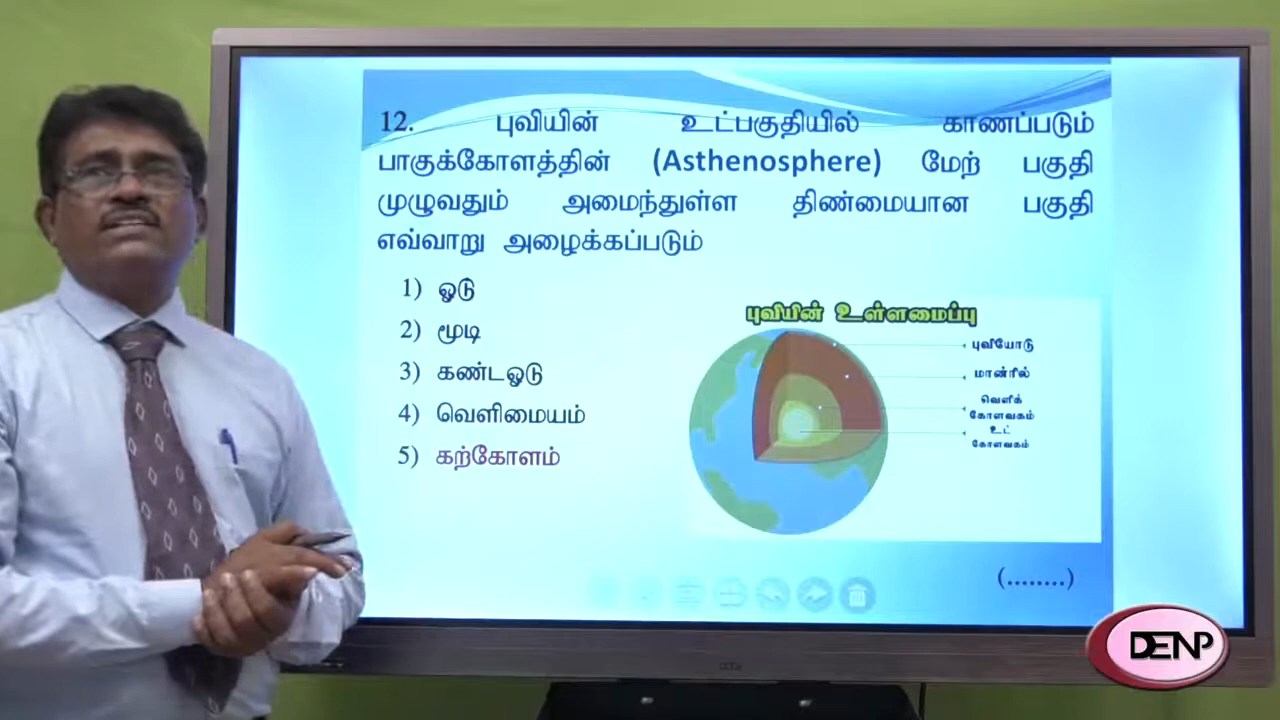 12. புவியின் உட்பகுதியில் காணப்படும்
பாகுக்கோளத்தின் (Asthenosphere) மேற் பகுதி
முழுவதும் அமைந்துள்ள திண்மையான பகுதி
எவ்வாறு அழைக்கப்படும்
1) ஓடு
2) மூடி
3) கண்டஓடு
4) வெளிமையம்
5) கற்கோளம்
புவியின் உள்ளமைப்பு
புவியோடு
மான்ரில்
வெளிக்
கோளவகம்
உட்
கோளவகம்
(........)
DENP